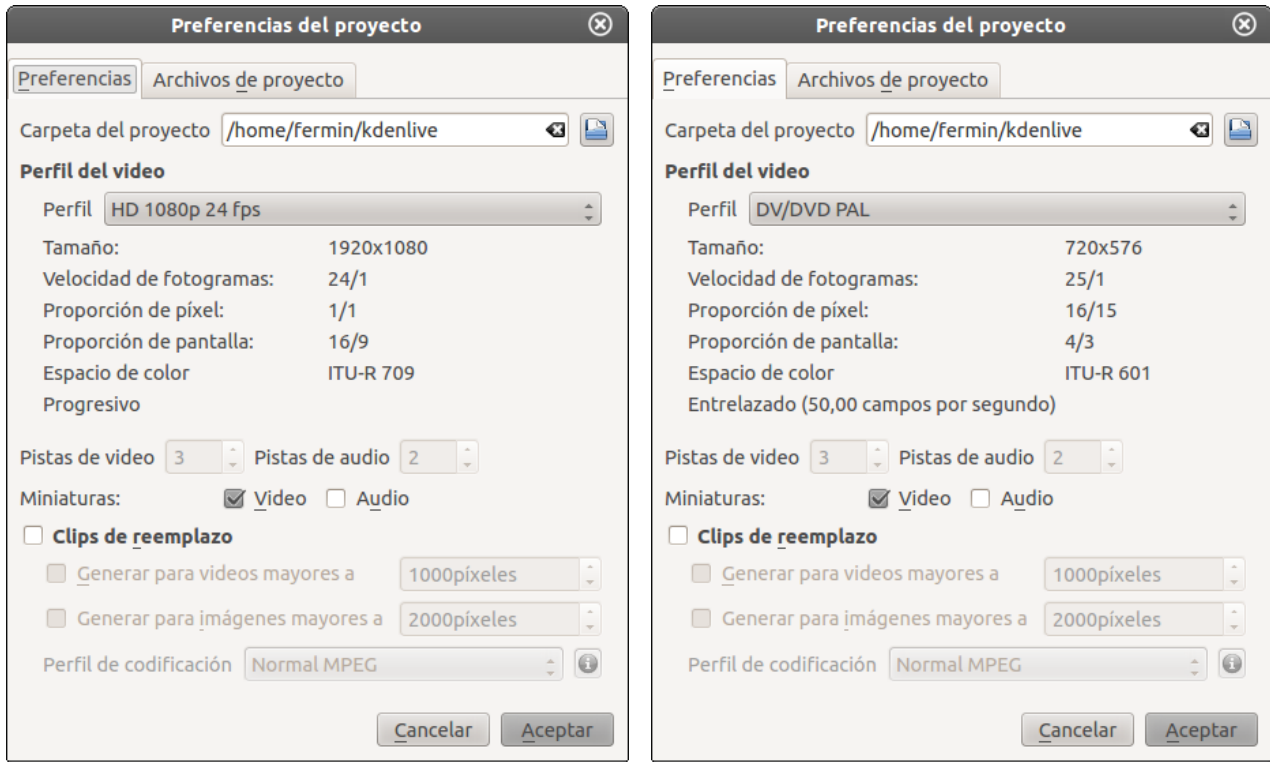 Preferencias del proyecto
Preferencias Archivos de proyecto
Carpeta del proyecto /home/fermin/kdenlive
Perfil del video
Perfil HD 1080p 24 fps
Tamaño: 1920x1080
Velocidad de fotogramas: 24/1
Proporción de píxel: 1/1
Proporción de pantalla: 16/9
Espacio de color ITU-R 709
Progresivo
Pistas de video 3 Pistas de audio 2
Miniaturas: Video Audio
Clips de reemplazo
Generar para videos mayores a 1000píxeles
Generar para imágenes mayores a 2000píxeles
Perfil de codificación Normal MPEG
Cancelar Aceptar
Preferencias del proyecto
Preferencias Archivos de proyecto
Carpeta del proyecto /home/fermin/kdenlive
Perfil del video
Perfil DV/DVD PAL
Tamaño: 720x576
Velocidad de fotogramas: 25/1
Proporción de píxel: 16/15
Proporción de pantalla: 4/3
Espacio de color ITU-R 601
Entrelazado (50,00 campos por segundo)
Pistas de video 3 Pistas de audio 2
Miniaturas: Video Audio
Clips de reemplazo
Generar para videos mayores a 1000píxeles
Generar para imágenes mayores a 2000píxeles
Perfil de codificación Normal MPEG
Cancelar Aceptar